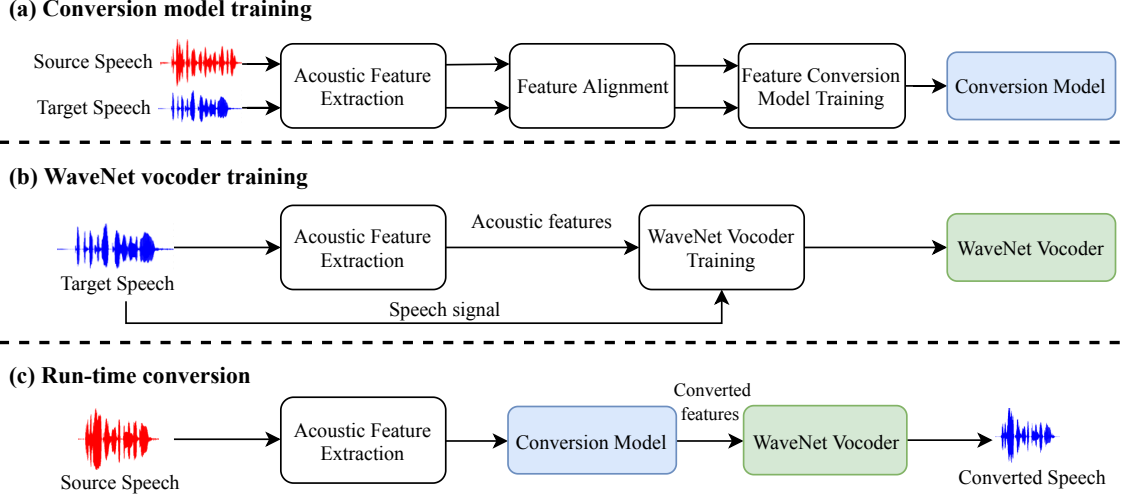 (a) Conversion model training
Source Speech
Target Speech
Acoustic Feature
Extraction
Feature Alignment
Feature Conversion
Model Training
Conversion Model
(b) WaveNet vocoder training
Target Speech
Acoustic Feature
Extraction
Acoustic features
WaveNet Vocoder
Training
WaveNet Vocoder
Speech signal
(c) Run-time conversion
Source Speech
Acoustic Feature
Extraction
Conversion Model
Converted
features
WaveNet Vocoder
Converted Speech